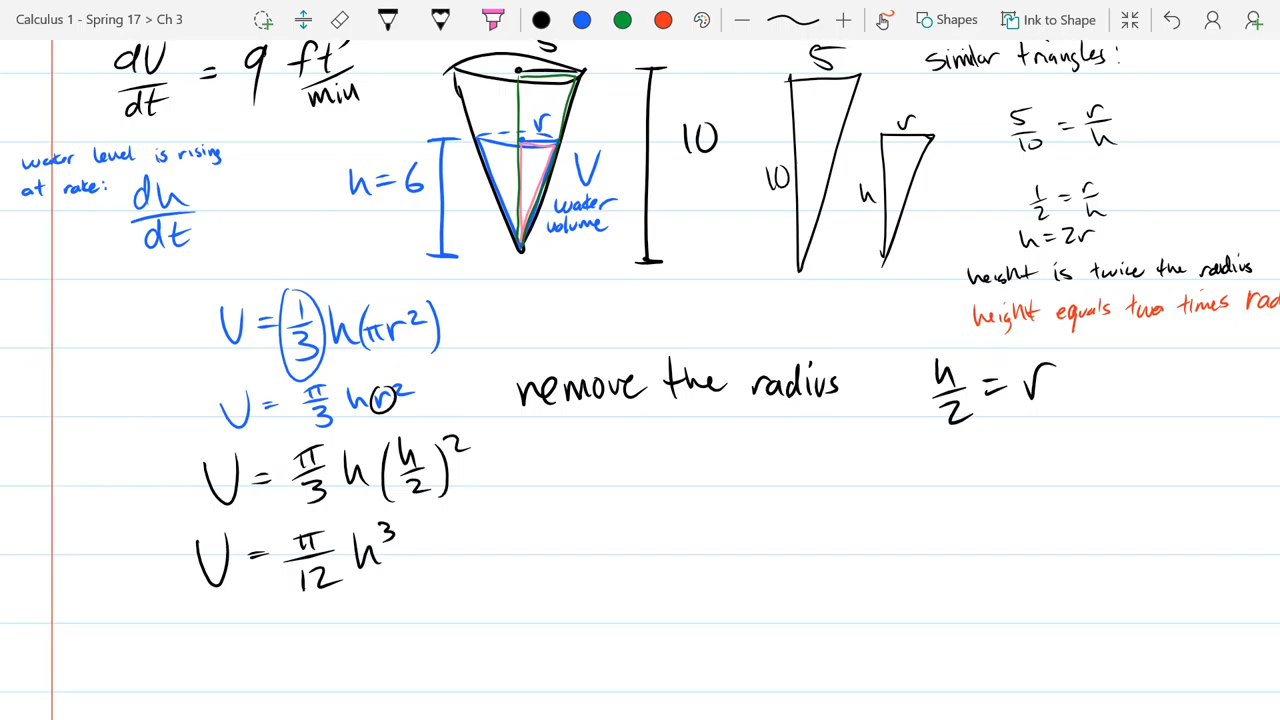 Calculus 1 - Spring 17 > Ch 3
Shapes
Ink to Shape
dV/dt = 9 ft³/min
water level is rising
at rate: dh/dt
h = 6
5
r
V
water
volume
10
5
10
r
h
similar triangles:
5/10 = r/h
1/2 = r/h
h = 2r
height is twice the radius
height equals two times rad
V = 1/3 h(πr²)
V = π/3 hr²
remove the radius
h/2 = r
V = π/3 h(h/2)²
V = π/12 h³